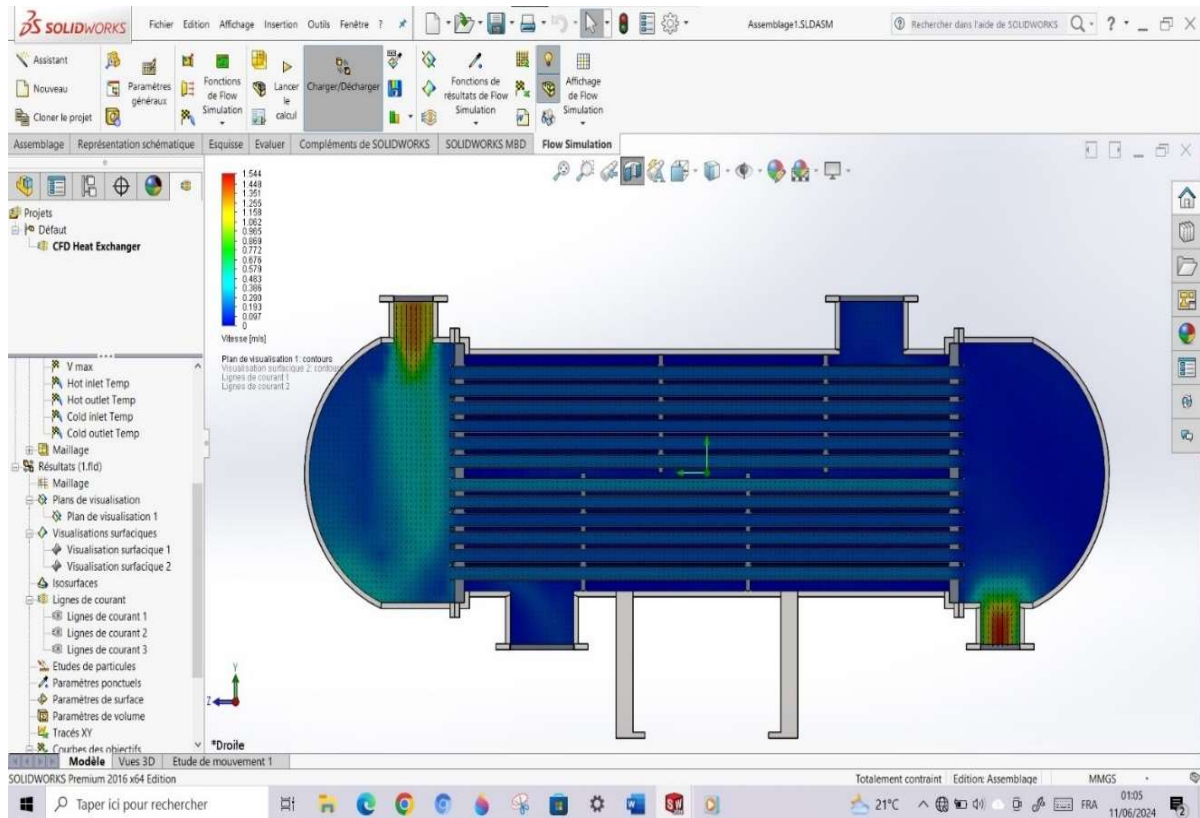 SOLIDWORKS
Fichier Edition Affichage Insertion Outils Fenêtre ?
Assemblage1.SLDASM
Rechercher dans l'aide de SOLIDWORKS
Assistant
Nouveau
Cloner le projet
Paramètres généraux
Fonctions de Flow Simulation
Lancer le calcul
Charger/Décharger
Fonctions de résultats de Flow Simulation
Affichage de Flow Simulation
Assemblage Représentation schématique Esquisse Evaluer Compléments de SOLIDWORKS SOLIDWORKS MBD Flow Simulation
Projets
Défaut
CFD Heat Exchanger
V max
Hot inlet Temp
Hot outlet Temp
Cold inlet Temp
Cold outlet Temp
Maillage
Résultats (1.fld)
Maillage
Plans de visualisation
Plan de visualisation 1
Visualisations surfaciques
Visualisation surfacique 1
Visualisation surfacique 2
Isosurfaces
Lignes de courant
Lignes de courant 1
Lignes de courant 2
Lignes de courant 3
Etudes de particules
Paramètres ponctuels
Paramètres de surface
Paramètres de volume
Tracés XY
Courbes des objectifs
1.544
1.448
1.351
1.255
1.158
1.062
0.965
0.869
0.772
0.676
0.579
0.483
0.386
0.290
0.193
0.097
0
Vitesse [m/s]
Plan de visualisation 1: contours
Visualisation surfacique 2: contours
Lignes de courant 1
Lignes de courant 2
Y
Z
*Droite
Modèle Vues 3D Etude de mouvement 1
SOLIDWORKS Premium 2016 x64 Edition
Totalement contraint Edition: Assemblage MMGS
Taper ici pour rechercher
21°C
FRA
01:05
11/06/2024